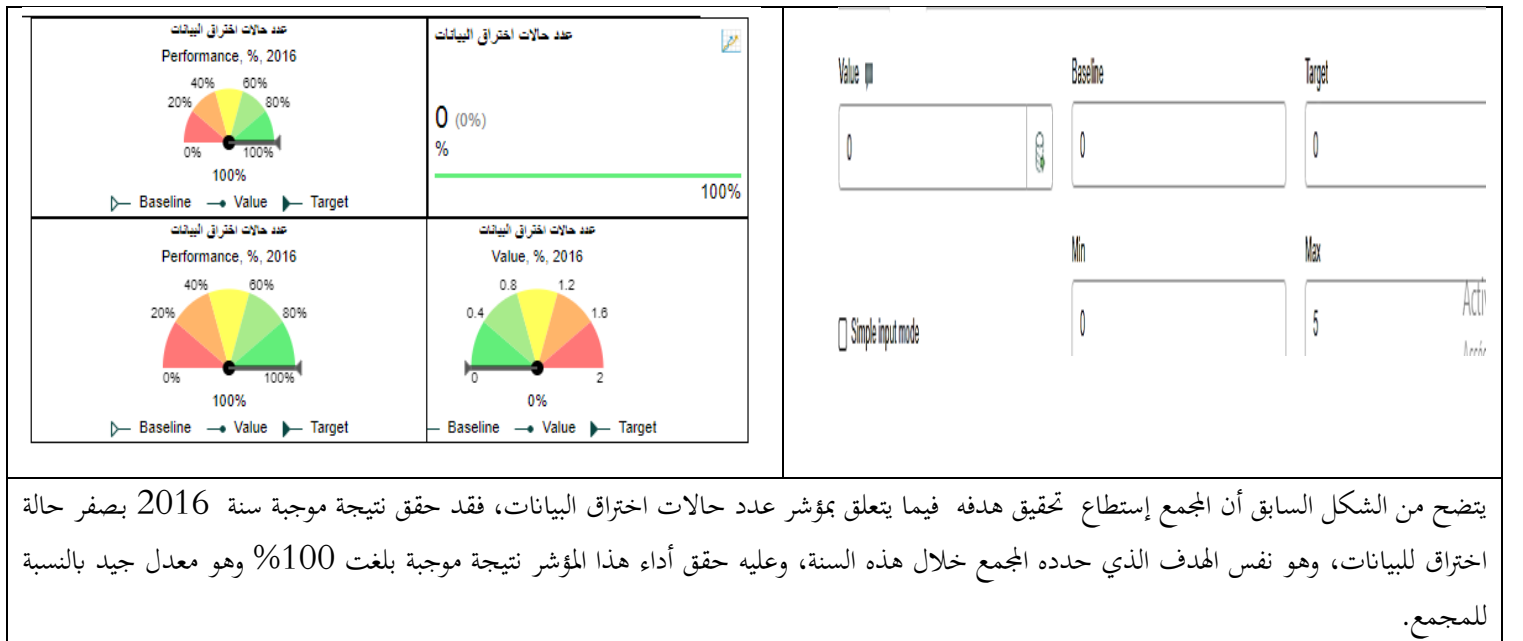 عدد حالات اختراق البيانات
Performance, %, 2016
40% 60%
20% 80%
0% 100%
100%
Baseline Value Target
عدد حالات اختراق البيانات
0 (0%)
%
100%
عدد حالات اختراق البيانات
Performance, %, 2016
40% 60%
20% 80%
0% 100%
100%
Baseline Value Target
عدد حالات اختراق البيانات
Value, %, 2016
0.8 1.2
0.4 1.6
0 2
0%
Baseline Value Target
Value Baseline Target
0 0 0
Min Max
Simple input mode 0 5
Activ
يتضح من الشكل السابق أن المجمع إستطاع تحقيق هدفه فيما يتعلق بمؤشر عدد حالات اختراق البيانات، فقد حقق نتيجة موجبة سنة 2016 بصفر حالة
اختراق للبيانات، وهو نفس الهدف الذي حدده المجمع خلال هذه السنة، وعليه حقق أداء هذا المؤشر نتيجة موجبة بلغت 100% وهو معدل جيد بالنسبة
للمجمع.